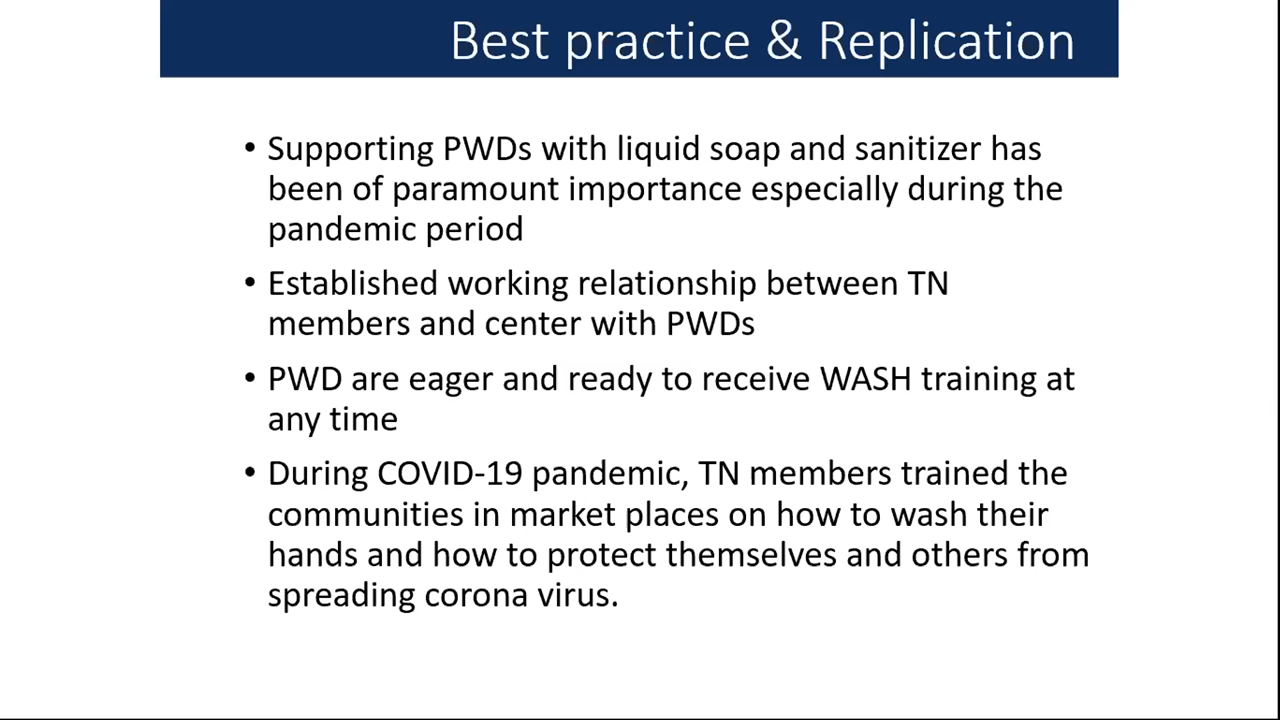 Best practice & Replication
• Supporting PWDs with liquid soap and sanitizer has
been of paramount importance especially during the
pandemic period
• Established working relationship between TN
members and center with PWDs
• PWD are eager and ready to receive WASH training at
any time
• During COVID-19 pandemic, TN members trained the
communities in market places on how to wash their
hands and how to protect themselves and others from
spreading corona virus.